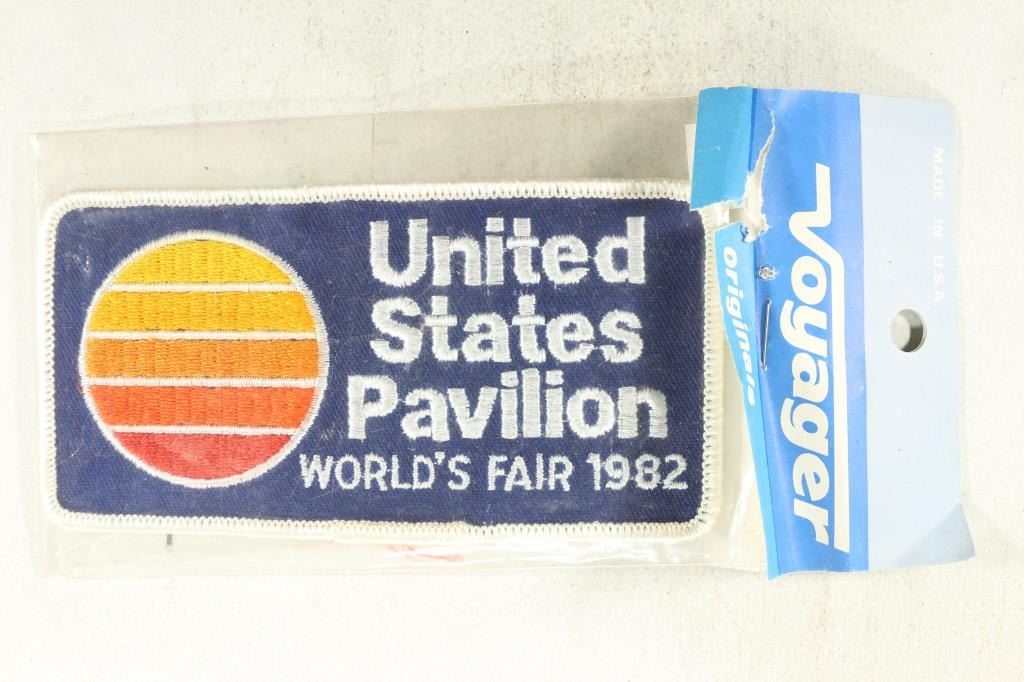 United
States
Pavilion
WORLD'S FAIR 1982
originals
Voyager
MADE IN U.S.A.